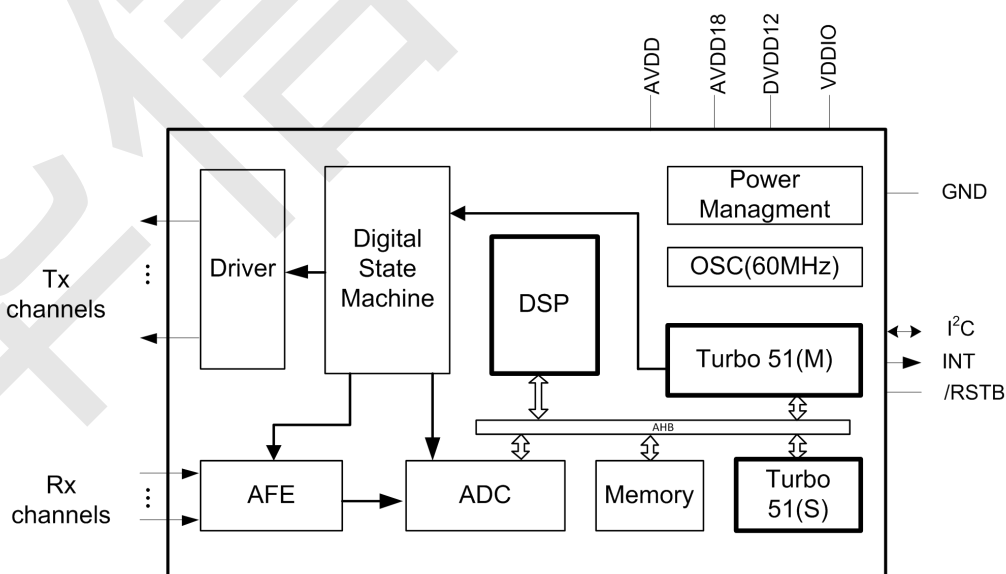 AVDD
AVDD18
DVDD12
VDDIO
Power
Managment
GND
Driver
Digital
State
Machine
DSP
OSC(60MHz)
Tx
channels
⋮
⋮
Turbo 51(M)
I²C
INT
/RSTB
AHB
Rx
channels
⋮
AFE
ADC
Memory
Turbo
51(S)